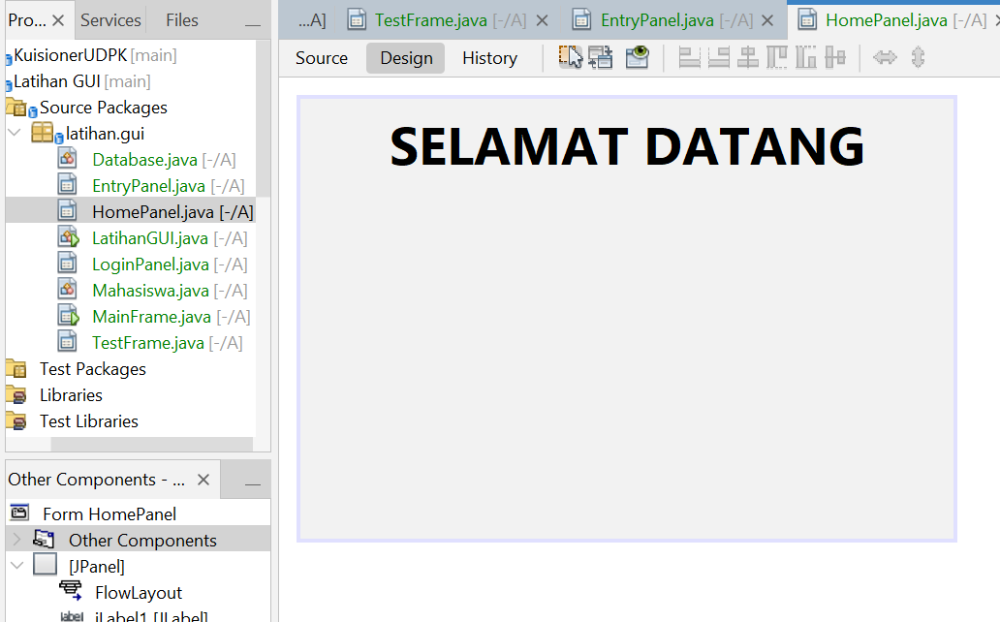 Pro...
Services
Files
KuisionerUDPK [main]
Latihan GUI [main]
Source Packages
latihan.gui
Database.java [-/A]
EntryPanel.java [-/A]
HomePanel.java [-/A]
LatihanGUI.java [-/A]
LoginPanel.java [-/A]
Mahasiswa.java [-/A]
MainFrame.java [-/A]
TestFrame.java [-/A]
Test Packages
Libraries
Test Libraries
Other Components - ...
Form HomePanel
Other Components
[JPanel]
FlowLayout
label jLabel1 [JLabel]
...A]
TestFrame.java [-/A]
EntryPanel.java [-/A]
HomePanel.java [-/A]
Source
Design
History
SELAMAT DATANG